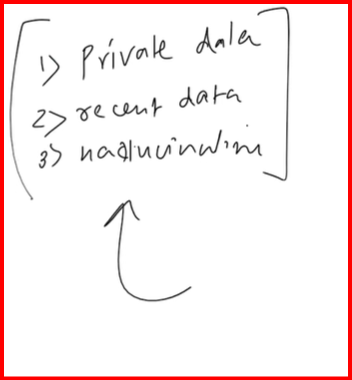 1) Private data
2) recent data
3) hallucination